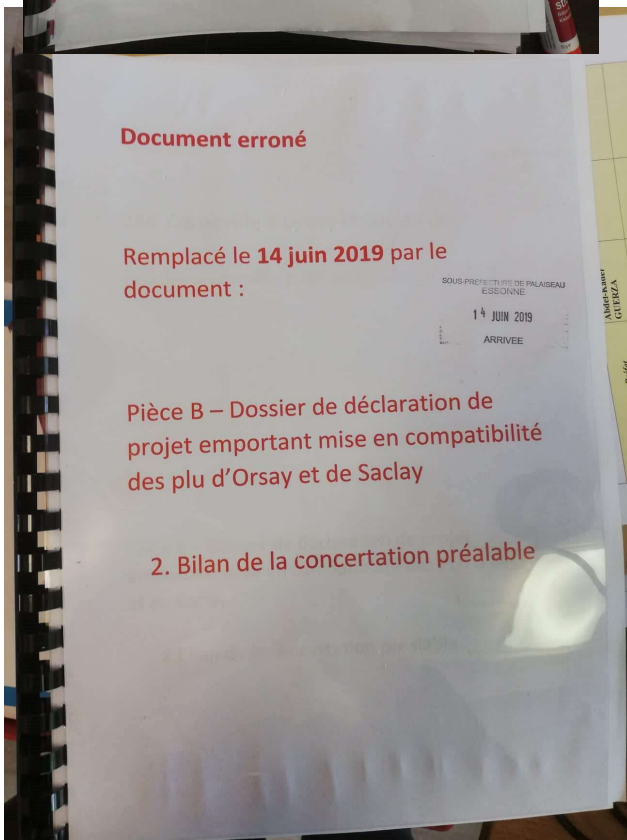 Document erroné
Remplacé le 14 juin 2019 par le
document :
SOUS-PREFECTURE DE PALAISEAU
ESSONNE
14 JUIN 2019
ARRIVEE
Pièce B – Dossier de déclaration de
projet emportant mise en compatibilité
des plu d'Orsay et de Saclay
2. Bilan de la concertation préalable
GUERZA